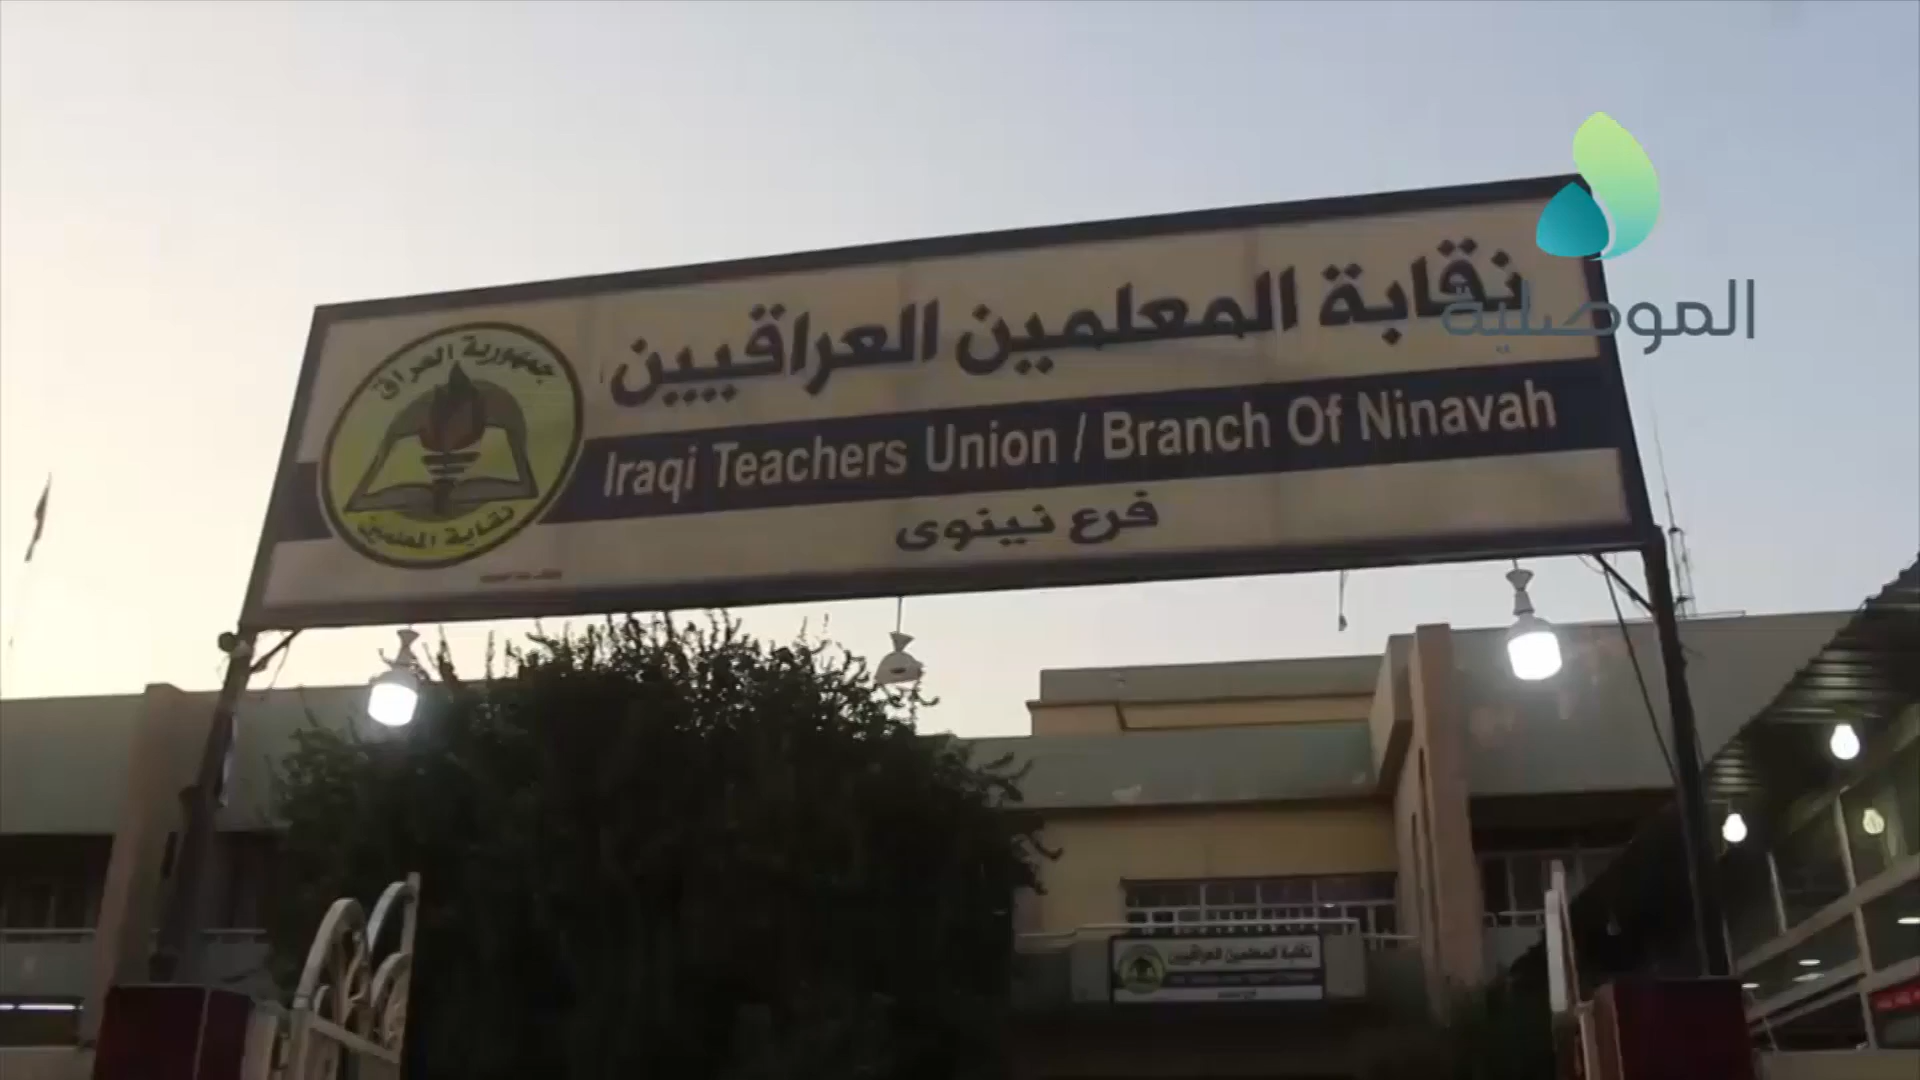 الموصلية
نقابة المعلمين العراقيين
Iraqi Teachers Union / Branch Of Ninavah
فرع نينوى
جمهورية العراق
نقابة المعلمين
نقابة المعلمين العراقيين